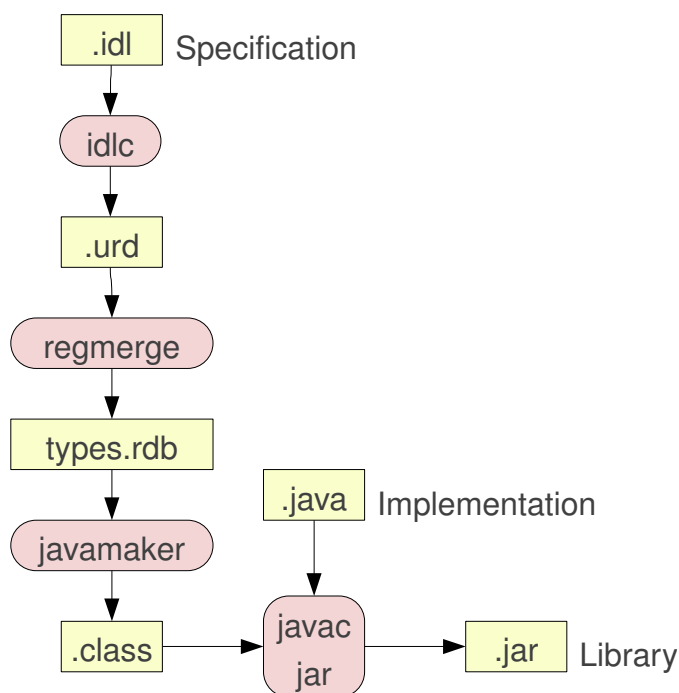 .idl
Specification
idlc
.urd
regmerge
types.rdb
.java
Implementation
javamaker
javac
jar
.class
.jar
Library